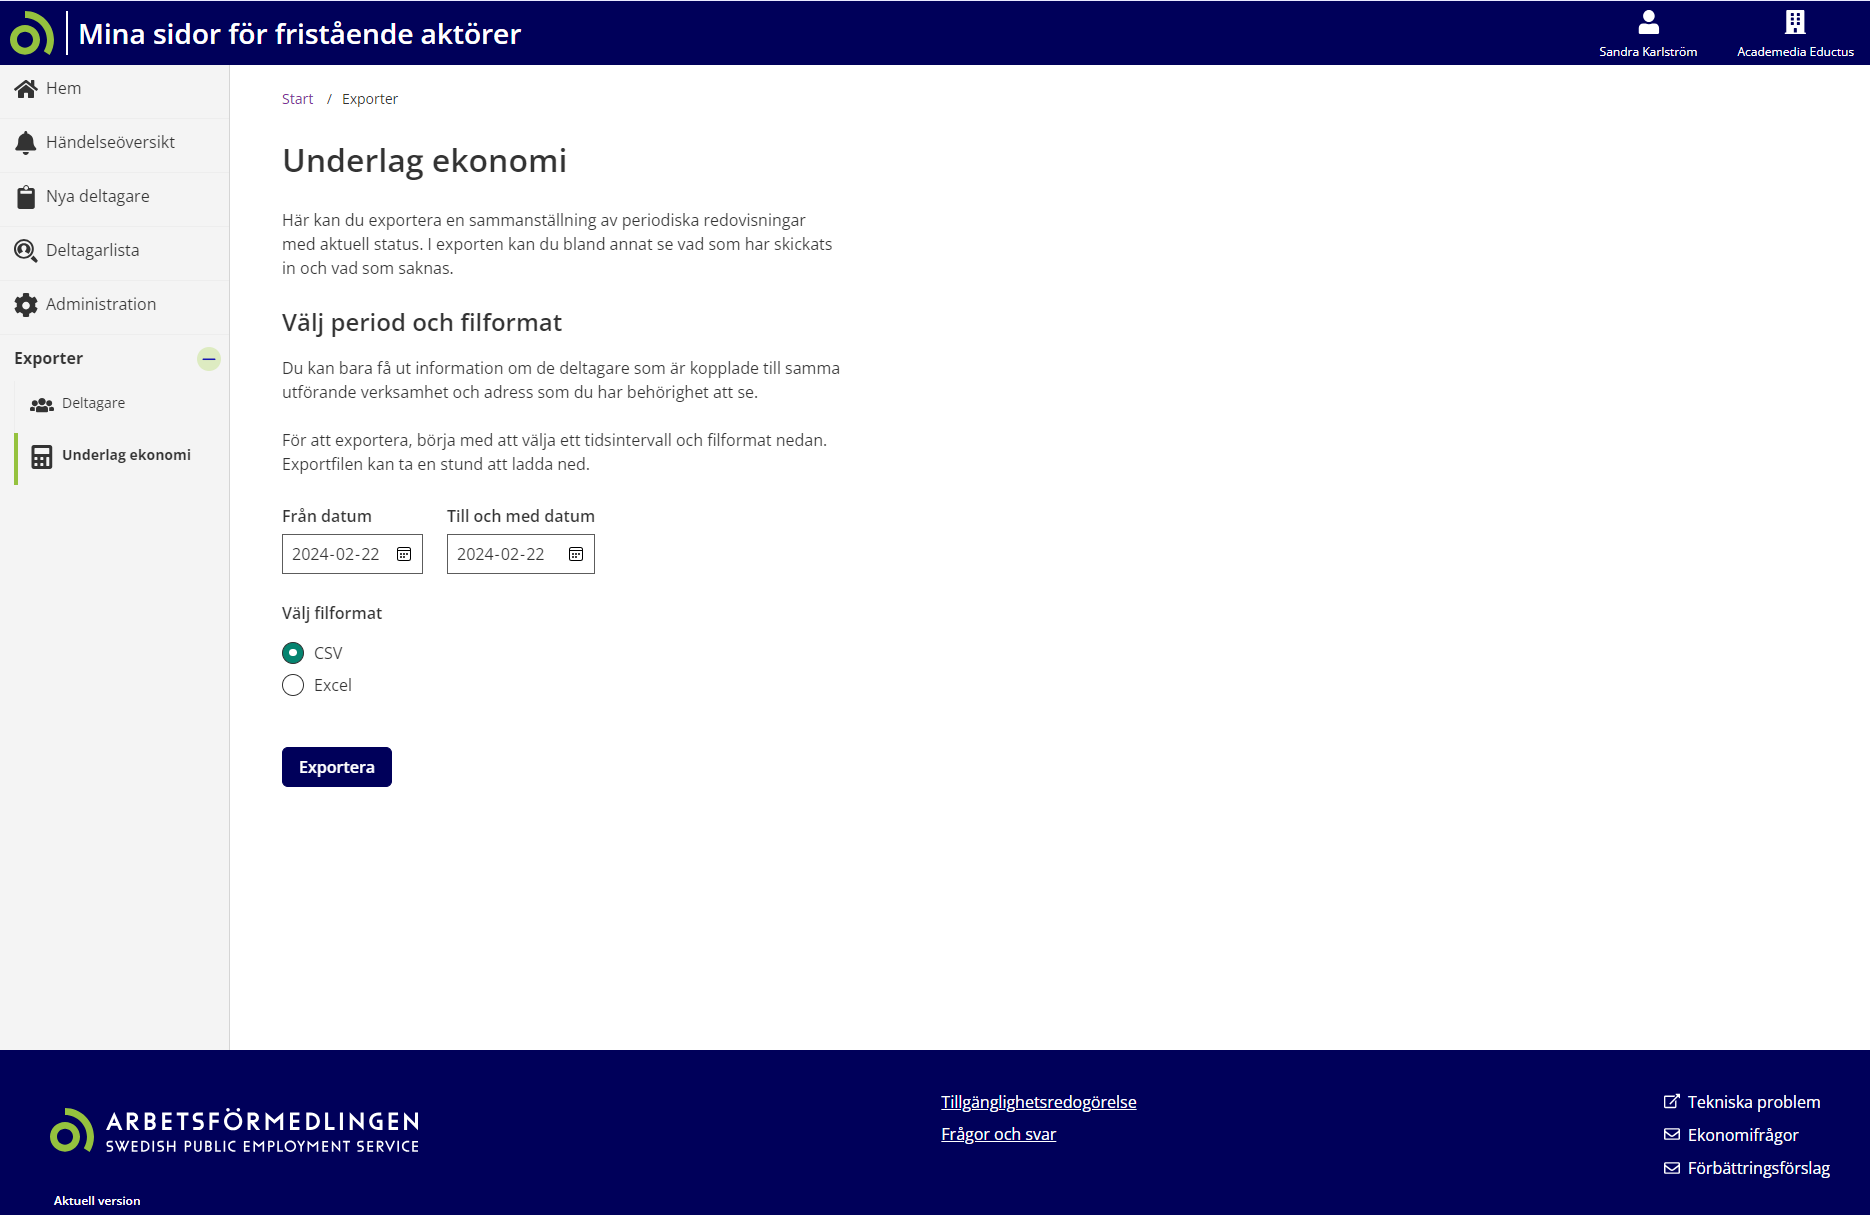 Mina sidor för fristående aktörer
Sandra Karlström
Academedia Eductus
Hem
Händelseöversikt
Nya deltagare
Deltagarlista
Administration
Exporter
Deltagare
Underlag ekonomi
Start / Exporter
Underlag ekonomi
Här kan du exportera en sammanställning av periodiska redovisningar
med aktuell status. I exporten kan du bland annat se vad som har skickats
in och vad som saknas.
Välj period och filformat
Du kan bara få ut information om de deltagare som är kopplade till samma
utförande verksamhet och adress som du har behörighet att se.
För att exportera, börja med att välja ett tidsintervall och filformat nedan.
Exportfilen kan ta en stund att ladda ned.
Från datum
Till och med datum
2024-02-22
2024-02-22
Välj filformat
CSV
Excel
Exportera
ARBETSFÖRMEDLINGEN
SWEDISH PUBLIC EMPLOYMENT SERVICE
Aktuell version
Tillgänglighetsredogörelse
Frågor och svar
Tekniska problem
Ekonomifrågor
Förbättringsförslag